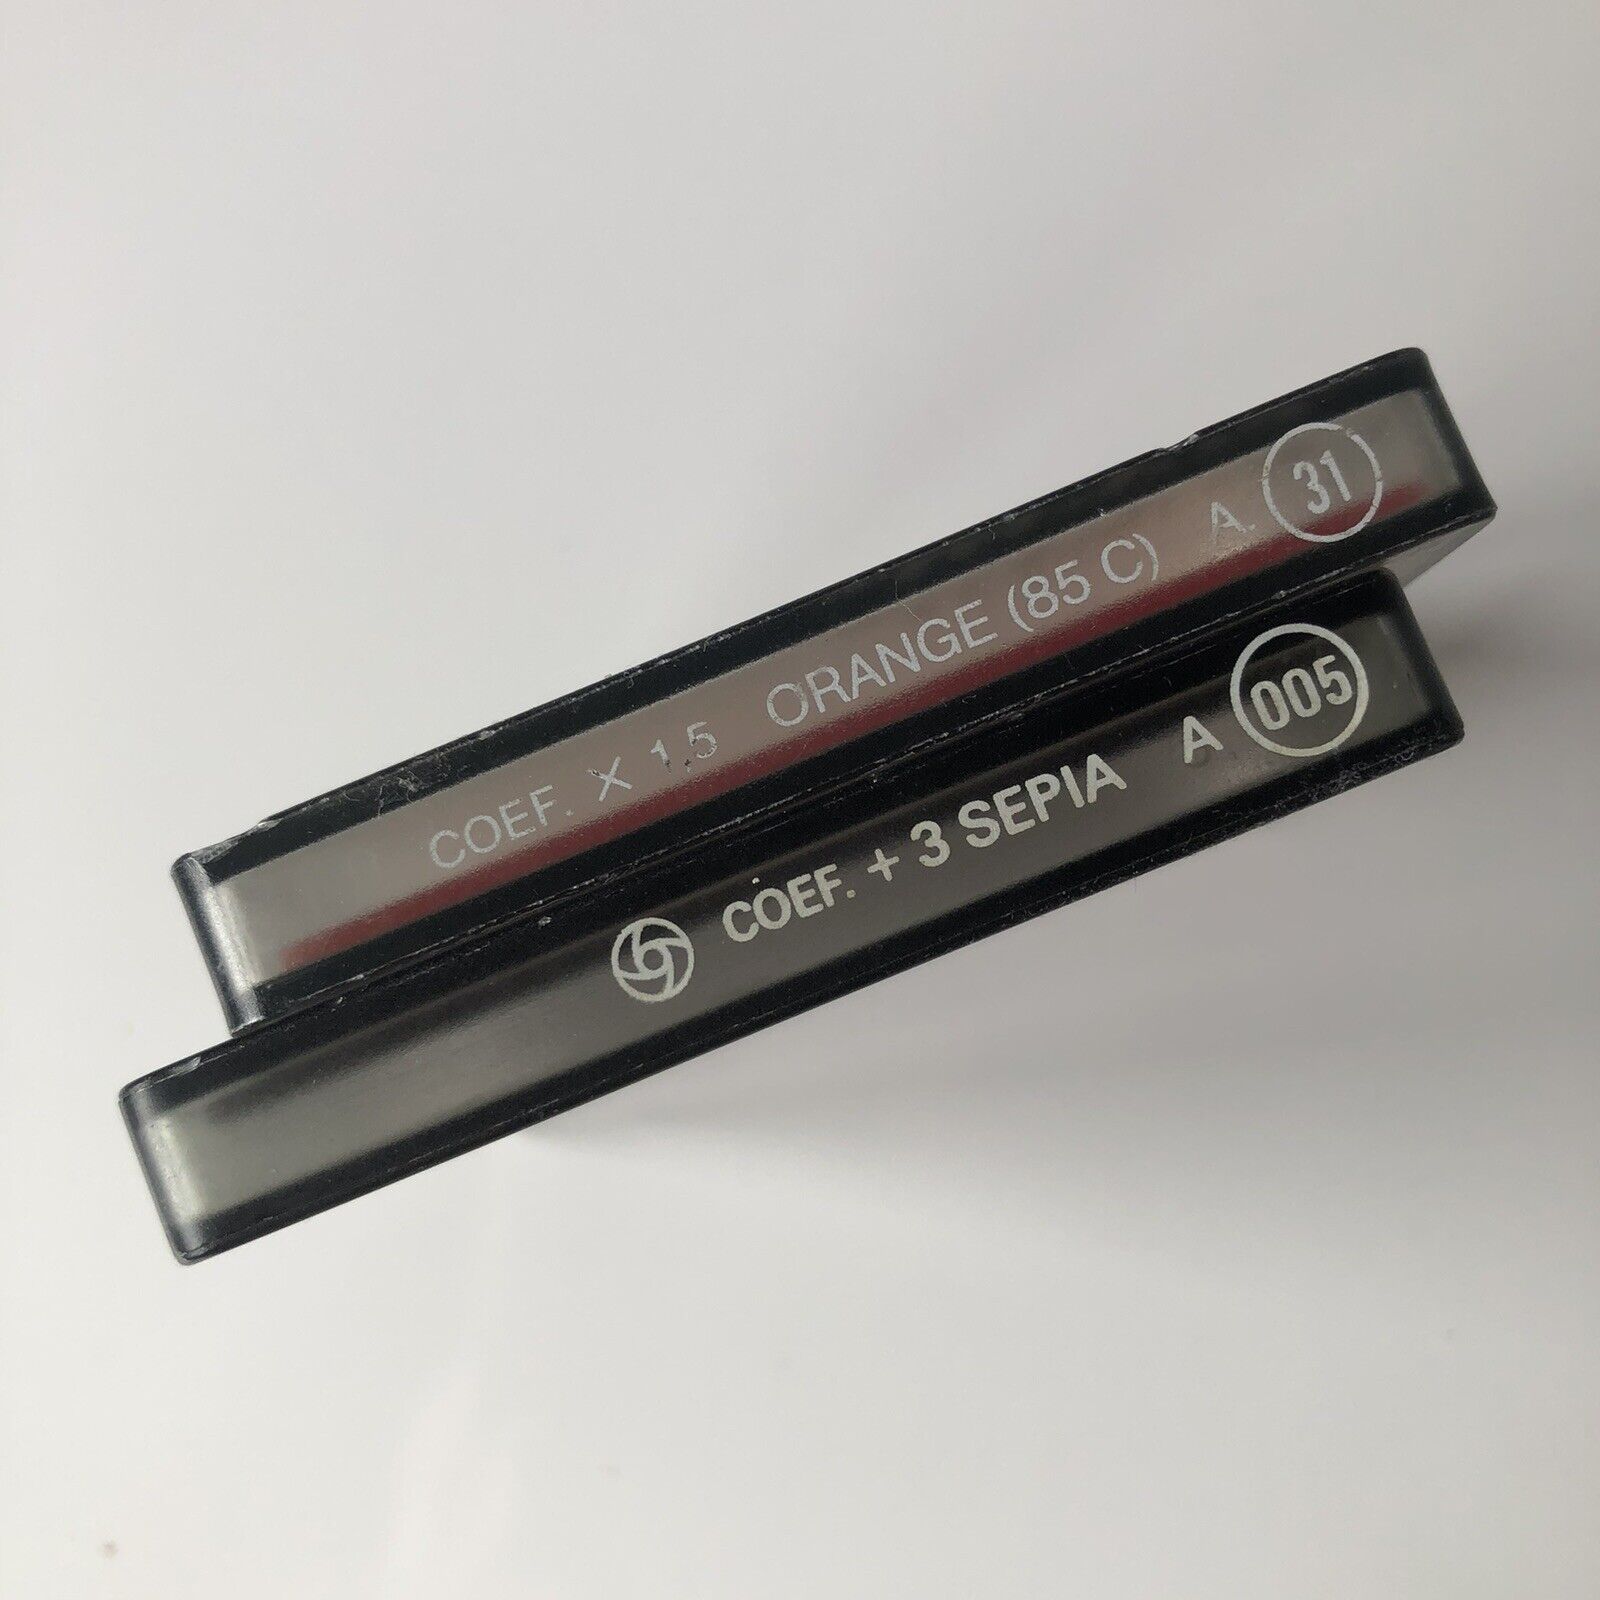 COEF. X 1,5 ORANGE (85 C) A. 31
COEF. + 3 SEPIA A 005